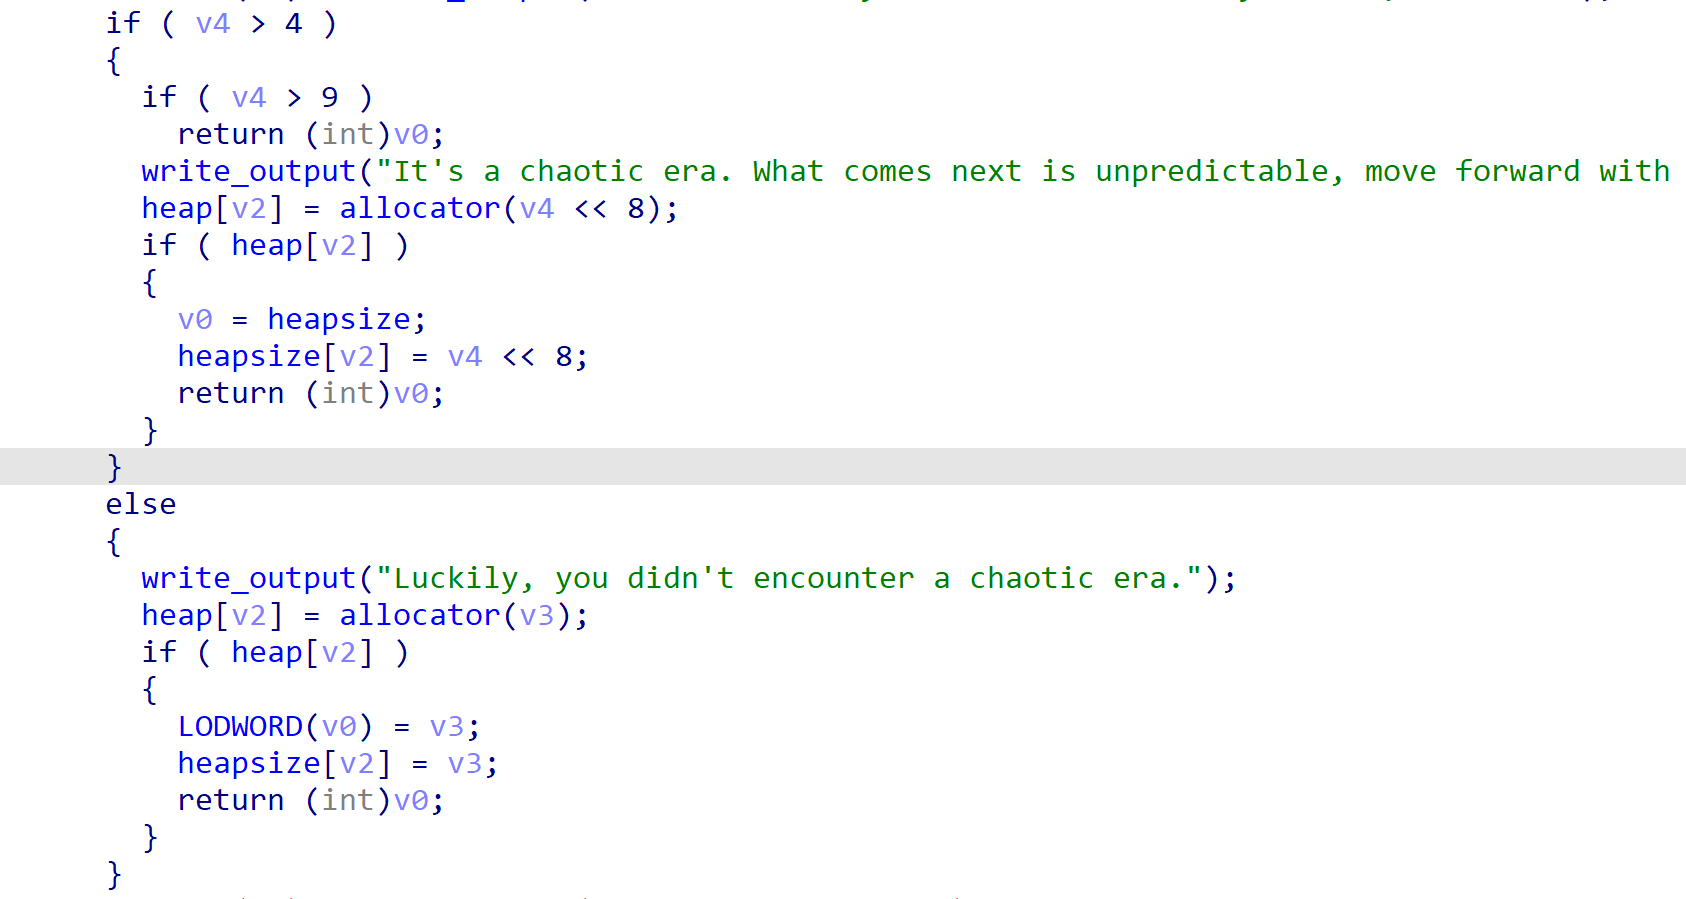 if ( v4 > 4 )
{
if ( v4 > 9 )
return (int)v0;
write_output("It's a chaotic era. What comes next is unpredictable, move forward with
heap[v2] = allocator(v4 << 8);
if ( heap[v2] )
{
v0 = heapsize;
heapsize[v2] = v4 << 8;
return (int)v0;
}
}
else
{
write_output("Luckily, you didn't encounter a chaotic era.");
heap[v2] = allocator(v3);
if ( heap[v2] )
{
LODWORD(v0) = v3;
heapsize[v2] = v3;
return (int)v0;
}
}